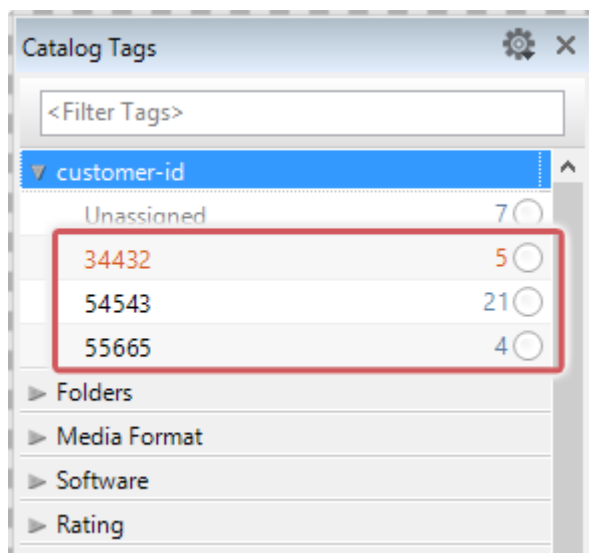 Catalog Tags
<Filter Tags>
customer-id
Unassigned 7
34432 5
54543 21
55665 4
Folders
Media Format
Software
Rating